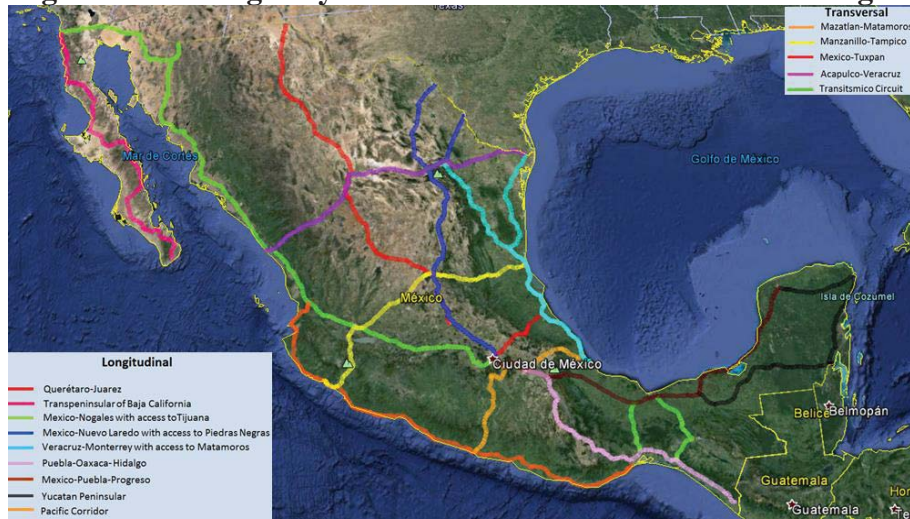 Texas
Transversal
Mazatlan-Matamoros
Manzanillo-Tampico
Mexico-Tuxpan
Acapulco-Veracruz
Transitsmico Circuit
Golfo de México
Mar de Cortés
Isla de Cozumel
México
Ciudad de México
Longitudinal
Querétaro-Juarez
Transpeninsular of Baja California
Mexico-Nogales with access toTijuana
Mexico-Nuevo Laredo with access to Piedras Negras
Veracruz-Monterrey with access to Matamoros
Puebla-Oaxaca-Hidalgo
Mexico-Puebla-Progreso
Yucatan Peninsular
Pacific Corridor
Belice
Belmopán
Guatemala
Guatemala